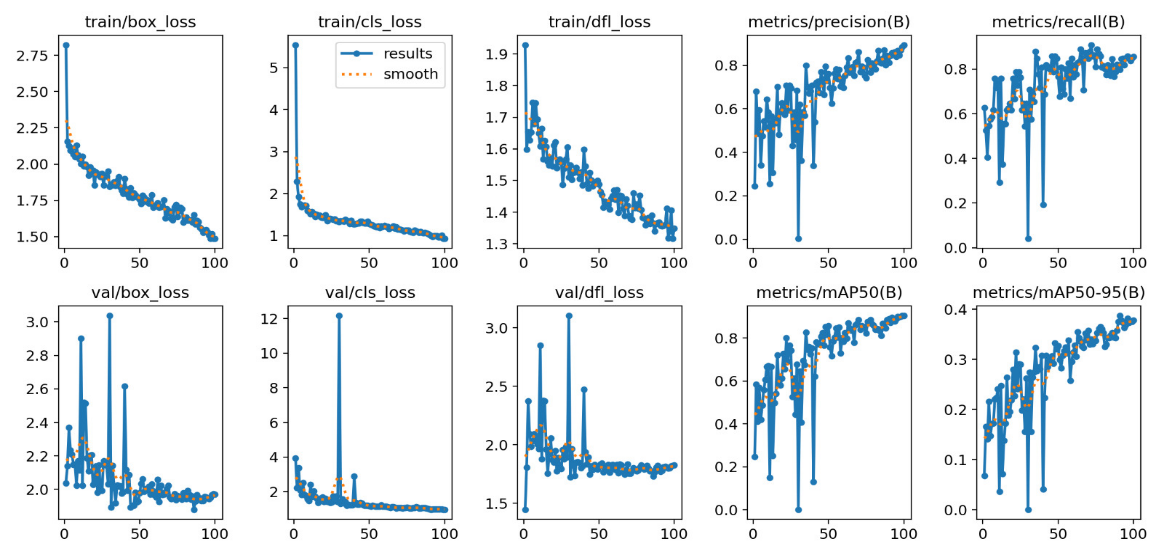 train/box_loss
train/cls_loss
train/dfl_loss
metrics/precision(B)
metrics/recall(B)
results
smooth
2.75
2.50
2.25
2.00
1.75
1.50
0 50 100
5
4
3
2
1
0 50 100
1.9
1.8
1.7
1.6
1.5
1.4
1.3
0 50 100
0.8
0.6
0.4
0.2
0.0
0 50 100
0.8
0.6
0.4
0.2
0.0
0 50 100
val/box_loss
val/cls_loss
val/dfl_loss
metrics/mAP50(B)
metrics/mAP50-95(B)
3.0
2.8
2.6
2.4
2.2
2.0
0 50 100
12
10
8
6
4
2
0 50 100
3.0
2.5
2.0
1.5
0 50 100
0.8
0.6
0.4
0.2
0.0
0 50 100
0.4
0.3
0.2
0.1
0.0
0 50 100